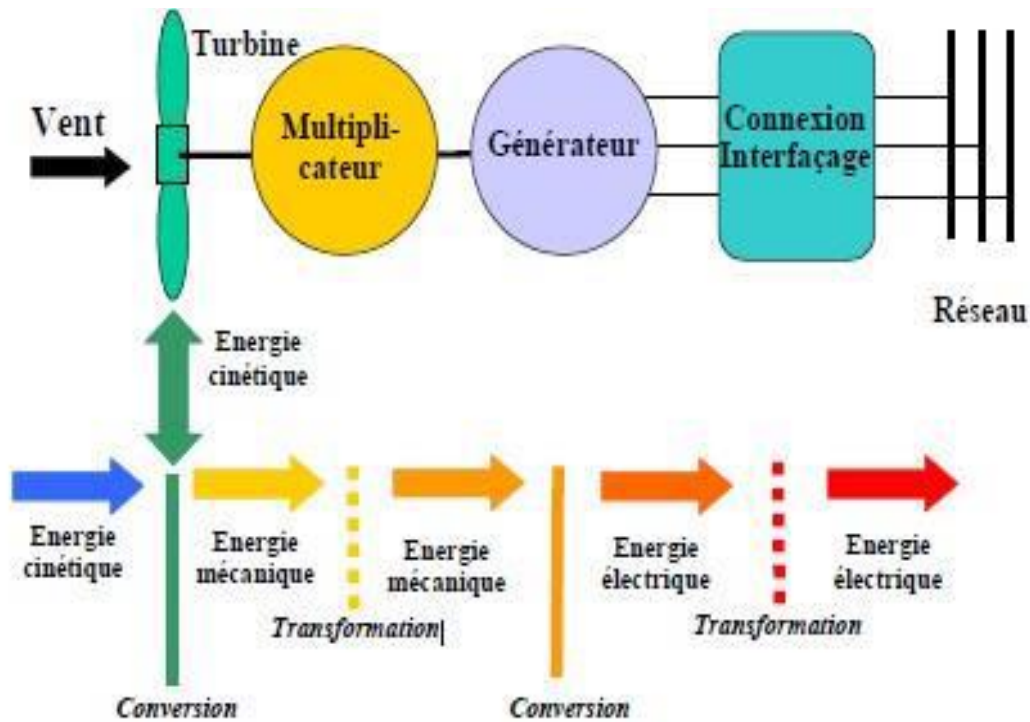 Turbine
Vent
Multipli-
cateur
Générateur
Connexion
Interfaçage
Réseau
Energie
cinétique
Energie
cinétique
Energie
mécanique
Energie
mécanique
Energie
électrique
Energie
électrique
Transformation
Transformation
Conversion
Conversion